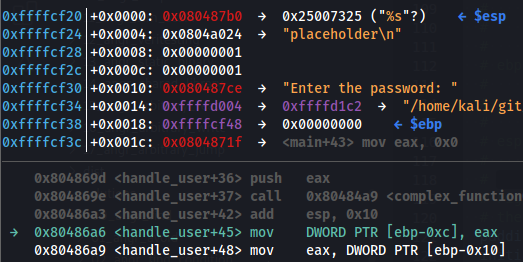 0xffffcf20│+0x0000: 0x080487b0 → 0x25007325 ("%s"?) ← $esp
0xffffcf24│+0x0004: 0x0804a024 → "placeholder\n"
0xffffcf28│+0x0008: 0x00000001
0xffffcf2c│+0x000c: 0x00000001
0xffffcf30│+0x0010: 0x080487ce → "Enter the password: "
0xffffcf34│+0x0014: 0xffffd004 → 0xffffd1c2 → "/home/kali/git
0xffffcf38│+0x0018: 0xffffcf48 → 0x00000000 ← $ebp
0xffffcf3c│+0x001c: 0x0804871f → <main+43> mov eax, 0x0
0x804869d <handle_user+36> push eax
0x804869e <handle_user+37> call 0x80484a9 <complex_function
0x80486a3 <handle_user+42> add esp, 0x10
→ 0x80486a6 <handle_user+45> mov DWORD PTR [ebp-0xc], eax
0x80486a9 <handle_user+48> mov eax, DWORD PTR [ebp-0x10]